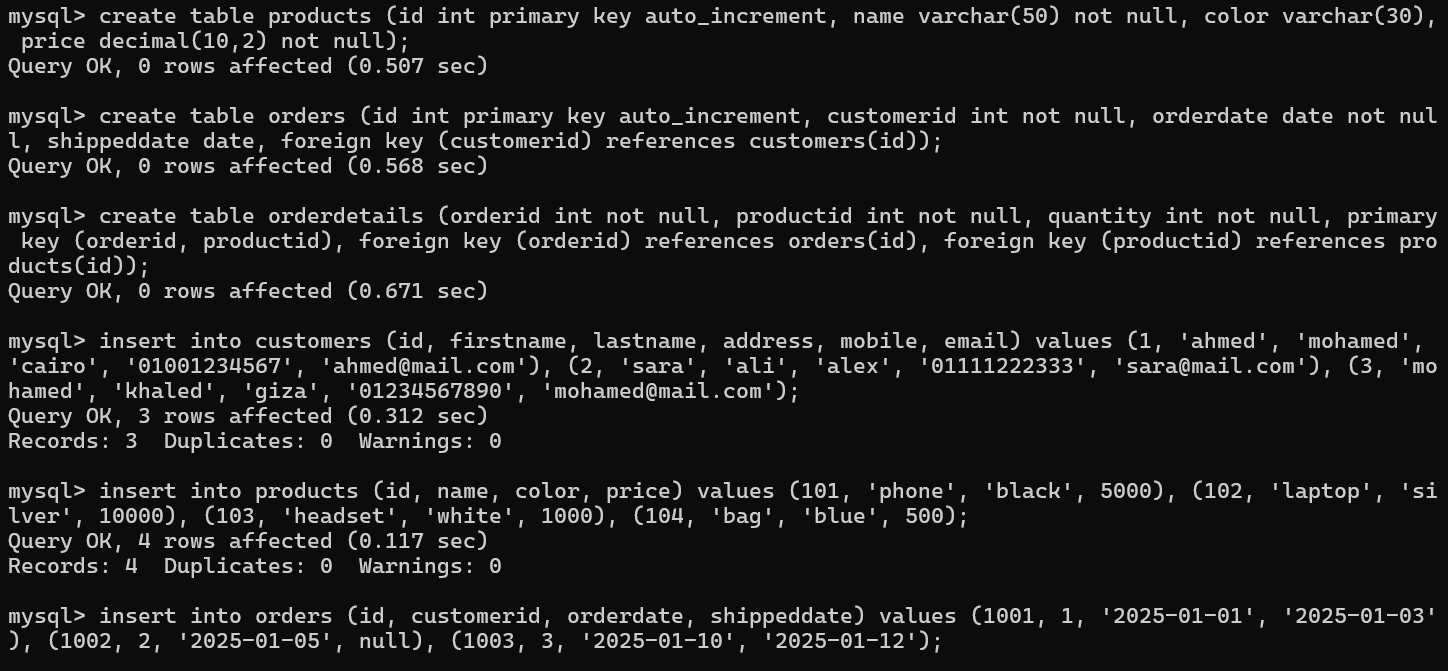 mysql> create table products (id int primary key auto_increment, name varchar(50) not null, color varchar(30),
 price decimal(10,2) not null);
Query OK, 0 rows affected (0.507 sec)

mysql> create table orders (id int primary key auto_increment, customerid int not null, orderdate date not nul
l, shippeddate date, foreign key (customerid) references customers(id));
Query OK, 0 rows affected (0.568 sec)

mysql> create table orderdetails (orderid int not null, productid int not null, quantity int not null, primary
 key (orderid, productid), foreign key (orderid) references orders(id), foreign key (productid) references pro
ducts(id));
Query OK, 0 rows affected (0.671 sec)

mysql> insert into customers (id, firstname, lastname, address, mobile, email) values (1, 'ahmed', 'mohamed',
'cairo', '01001234567', 'ahmed@mail.com'), (2, 'sara', 'ali', 'alex', '01111222333', 'sara@mail.com'), (3, 'mo
hamed', 'khaled', 'giza', '01234567890', 'mohamed@mail.com');
Query OK, 3 rows affected (0.312 sec)
Records: 3  Duplicates: 0  Warnings: 0

mysql> insert into products (id, name, color, price) values (101, 'phone', 'black', 5000), (102, 'laptop', 'si
lver', 10000), (103, 'headset', 'white', 1000), (104, 'bag', 'blue', 500);
Query OK, 4 rows affected (0.117 sec)
Records: 4  Duplicates: 0  Warnings: 0

mysql> insert into orders (id, customerid, orderdate, shippeddate) values (1001, 1, '2025-01-01', '2025-01-03'
), (1002, 2, '2025-01-05', null), (1003, 3, '2025-01-10', '2025-01-12');